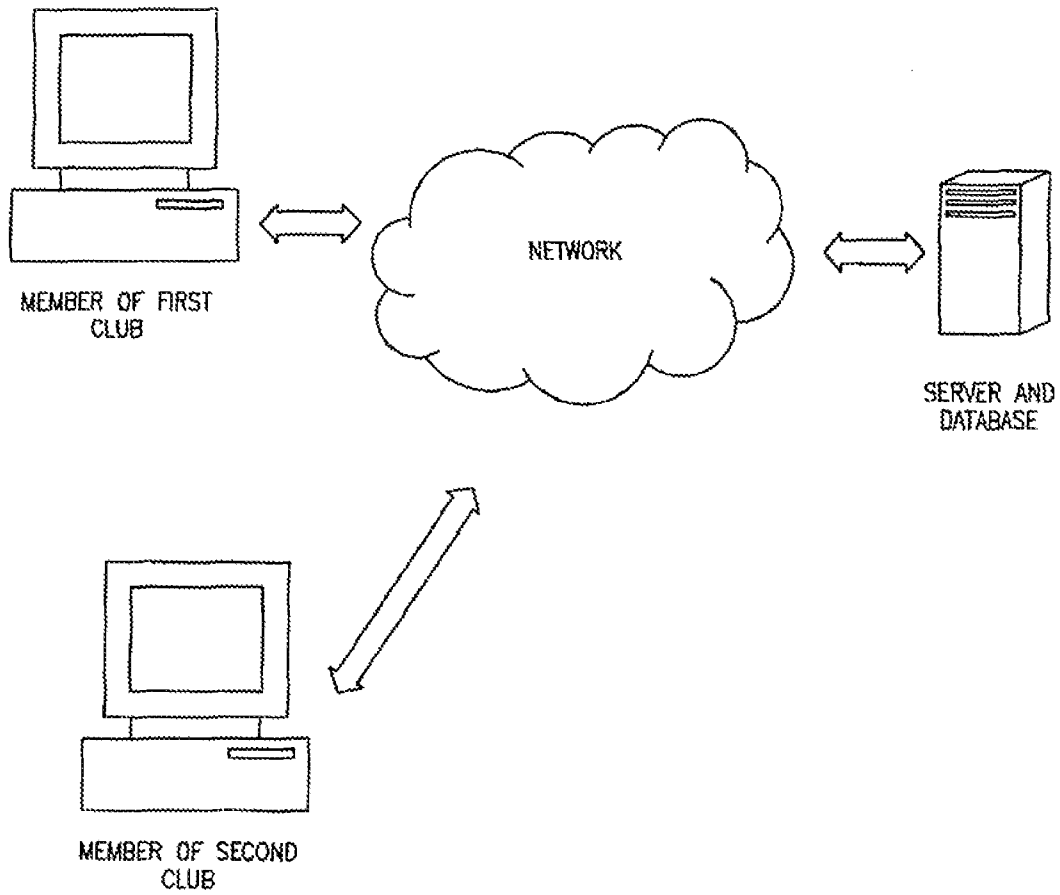 NETWORK
MEMBER OF FIRST
CLUB
SERVER AND
DATABASE
MEMBER OF SECOND
CLUB